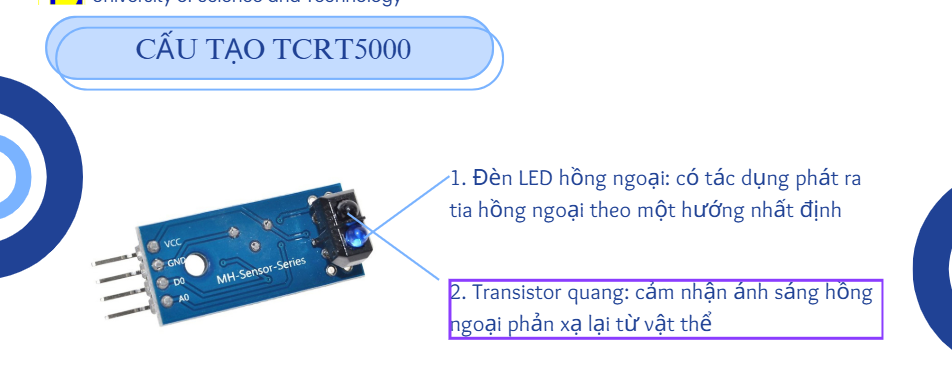 University of Science and Technology
CẤU TẠO TCRT5000
1. Đèn LED hồng ngoại: có tác dụng phát ra
tia hồng ngoại theo một hướng nhất định
VCC
GND
D0
A0
MH-Sensor-Series
2. Transistor quang: cảm nhận ánh sáng hồng
ngoại phản xạ lại từ vật thể